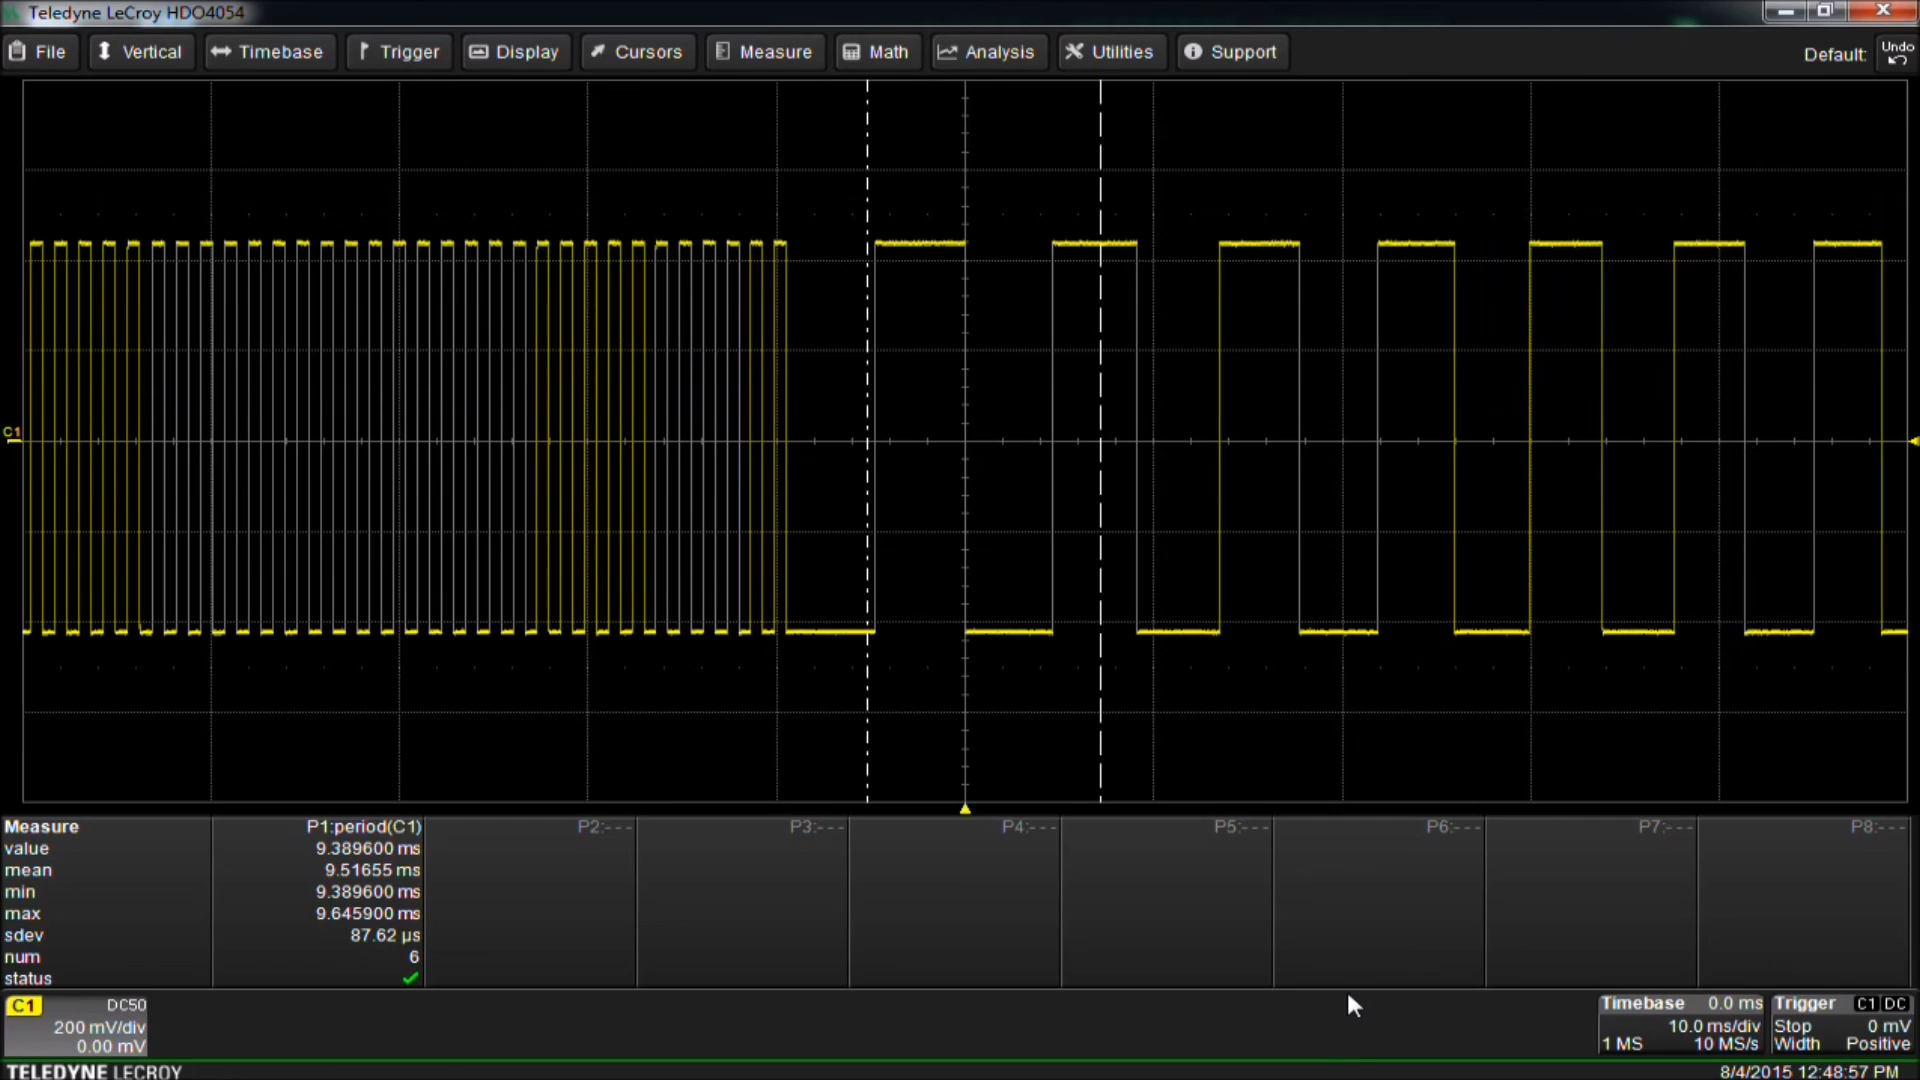 Teledyne LeCroy HDO4054
File Vertical Timebase Trigger Display Cursors Measure Math Analysis Utilities Support Default: Undo
C1
Measure P1:period(C1) P2:--- P3:--- P4:--- P5:--- P6:--- P7:--- P8:---
value 9.389600 ms
mean 9.51655 ms
min 9.389600 ms
max 9.645900 ms
sdev 87.62 µs
num 6
status
C1 DC50
200 mV/div
0.00 mV
Timebase 0.0 ms
10.0 ms/div
1 MS 10 MS/s
Trigger C1 DC
Stop 0 mV
Width Positive
TELEDYNE LECROY
8/4/2015 12:48:57 PM